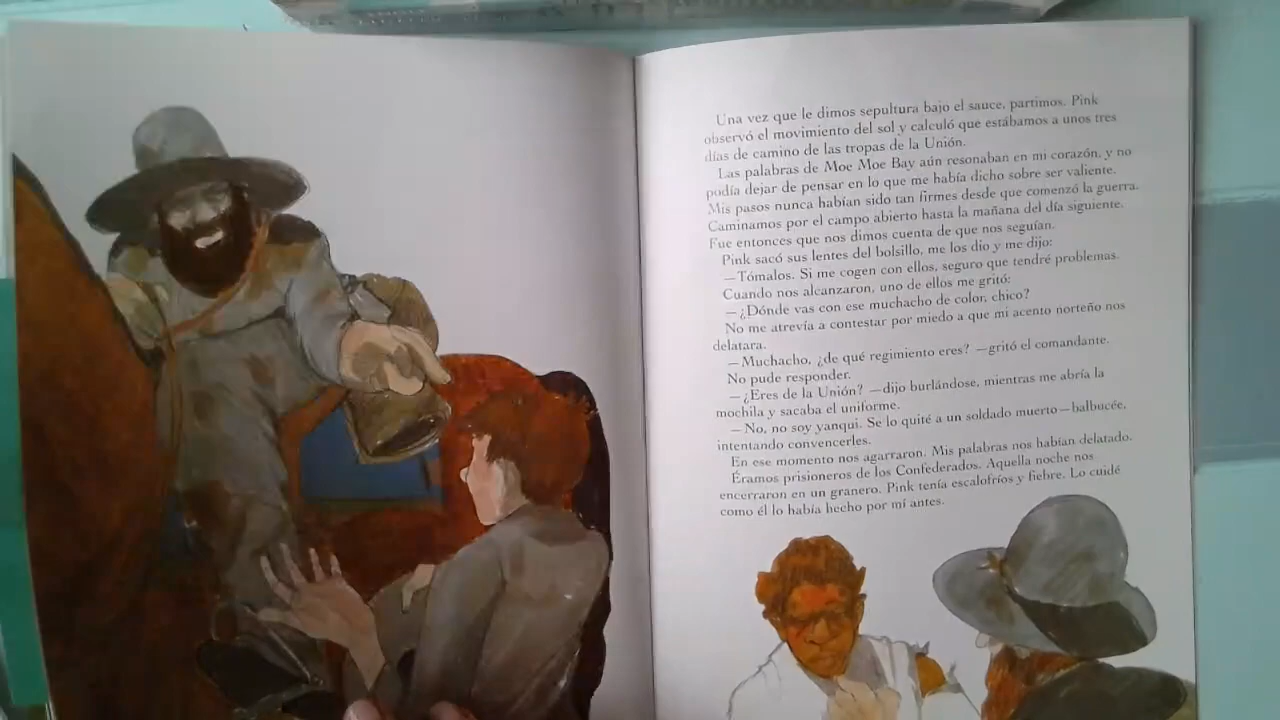 Una vez que le dimos sepultura bajo el sauce, partimos. Pink
observó el movimiento del sol y calculó que estábamos a unos tres
días de camino de las tropas de la Unión.
Las palabras de Moe Moe Bay aún resonaban en mi corazón, y no
podía dejar de pensar en lo que me había dicho sobre ser valiente.
Mis pasos nunca habían sido tan firmes desde que comenzó la guerra.
Caminamos por el campo abierto hasta la mañana del día siguiente.
Fue entonces que nos dimos cuenta de que nos seguían.
Pink sacó sus lentes del bolsillo, me los dio y me dijo:
—Tómalos. Si me cogen con ellos, seguro que tendré problemas.
Cuando nos alcanzaron, uno de ellos me gritó:
—¿Dónde vas con ese muchacho de color, chico?
No me atrevía a contestar por miedo a que mi acento norteño nos
delatara.
—Muchacho, ¿de qué regimiento eres? —gritó el comandante.
No pude responder.
—¿Eres de la Unión? —dijo burlándose, mientras me abría la
mochila y sacaba el uniforme.
—No, no soy yanqui. Se lo quité a un soldado muerto —balbucée,
intentando convencerles.
En ese momento nos agarraron. Mis palabras nos habían delatado.
Éramos prisioneros de los Confederados. Aquella noche nos
encerraron en un granero. Pink tenía escalofríos y fiebre. Lo cuidé
como él lo había hecho por mí antes.